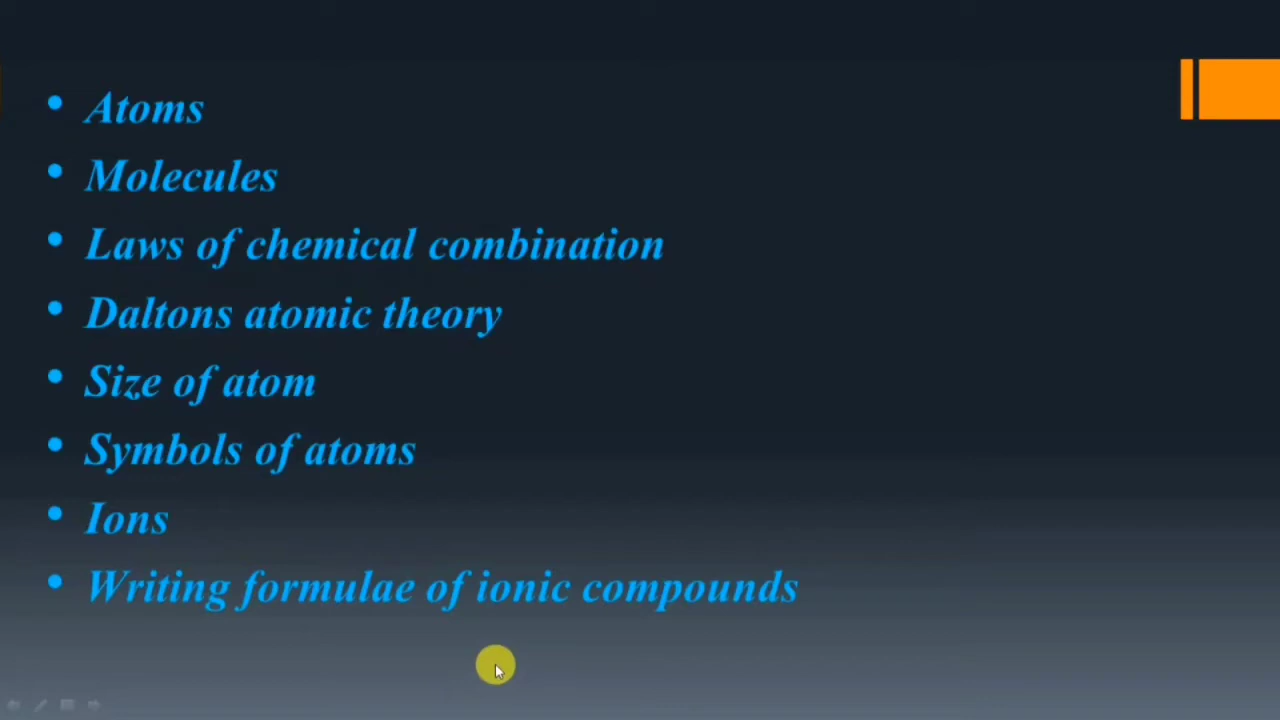 • Atoms
• Molecules
• Laws of chemical combination
• Daltons atomic theory
• Size of atom
• Symbols of atoms
• Ions
• Writing formulae of ionic compounds